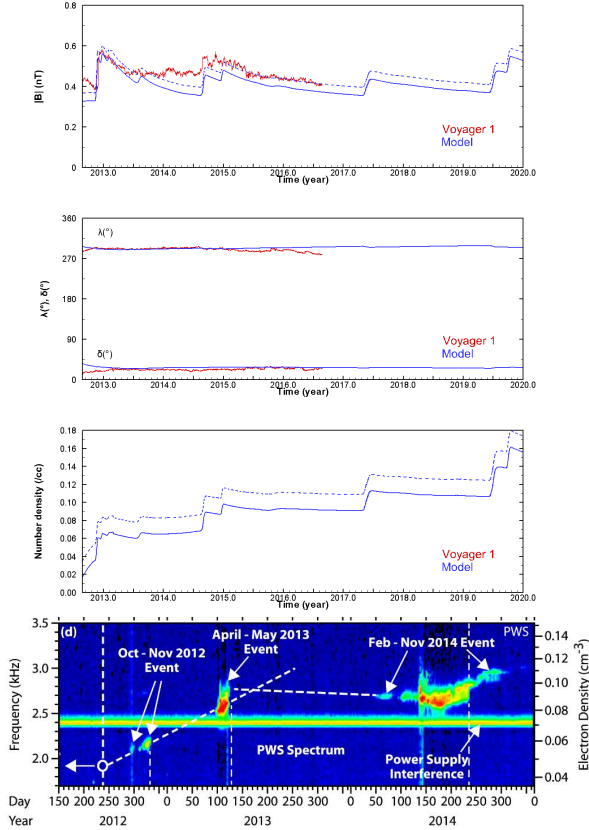 0.8
0.6
0.4
0.2
0
|B| (nT)
Voyager 1
Model
2013.0 2014.0 2015.0 2016.0 2017.0 2018.0 2019.0 2020.0
Time (year)
360
270
180
90
0
λ(°), δ(°)
λ(°)
δ(°)
Voyager 1
Model
2013.0 2014.0 2015.0 2016.0 2017.0 2018.0 2019.0 2020.0
Time (year)
0.18
0.16
0.14
0.12
0.10
0.08
0.06
0.04
0.02
0.00
Number density (/cc)
Voyager 1
Model
2013.0 2014.0 2015.0 2016.0 2017.0 2018.0 2019.0 2020.0
Time (year)
(d)
PWS
3.5
3.0
2.5
2.0
Frequency (kHz)
Oct - Nov 2012
Event
April - May 2013
Event
Feb - Nov 2014 Event
PWS Spectrum
Power Supply
Interference
0.14
0.12
0.10
0.08
0.06
0.04
Electron Density (cm⁻³)
Day 150 200 250 300 350 0 50 100 150 200 250 300 350 0 50 100 150 200 250 300 350 0
Year 2012 2013 2014